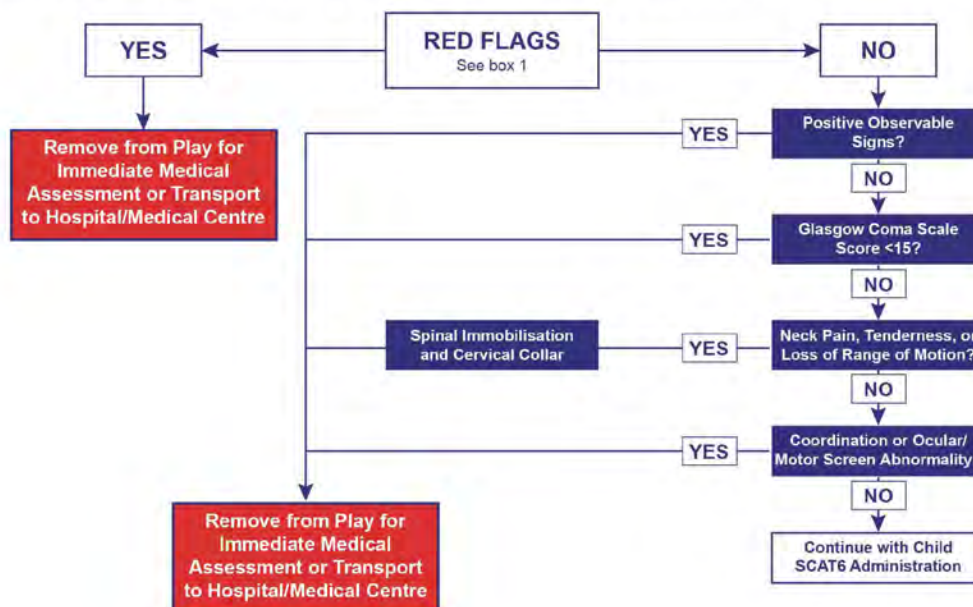 RED FLAGS
See box 1
YES
NO
Remove from Play for
Immediate Medical
Assessment or Transport
to Hospital/Medical Centre
YES
Positive Observable
Signs?
NO
YES
Glasgow Coma Scale
Score <15?
NO
Spinal Immobilisation
and Cervical Collar
YES
Neck Pain, Tenderness, or
Loss of Range of Motion?
NO
YES
Coordination or Ocular/
Motor Screen Abnormality
NO
Remove from Play for
Immediate Medical
Assessment or Transport
to Hospital/Medical Centre
Continue with Child
SCAT6 Administration